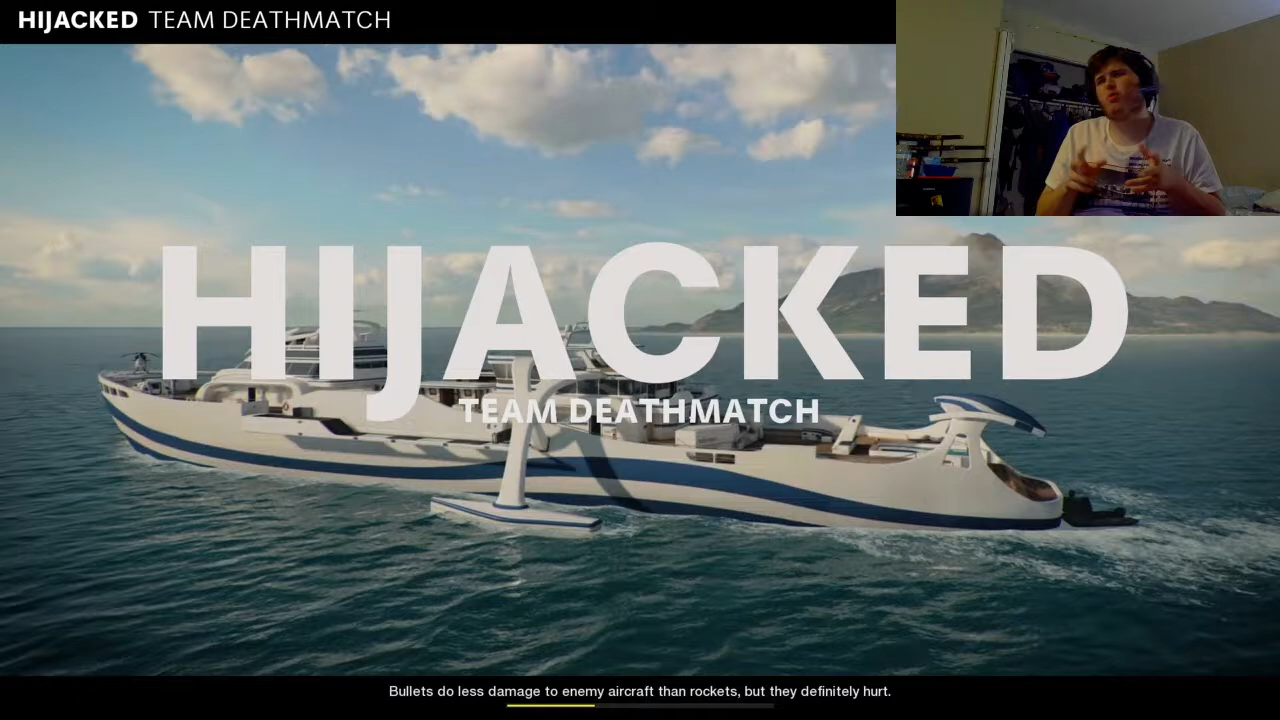 HIJACKED TEAM DEATHMATCH
HIJACKED
TEAM DEATHMATCH
Bullets do less damage to enemy aircraft than rockets, but they definitely hurt.